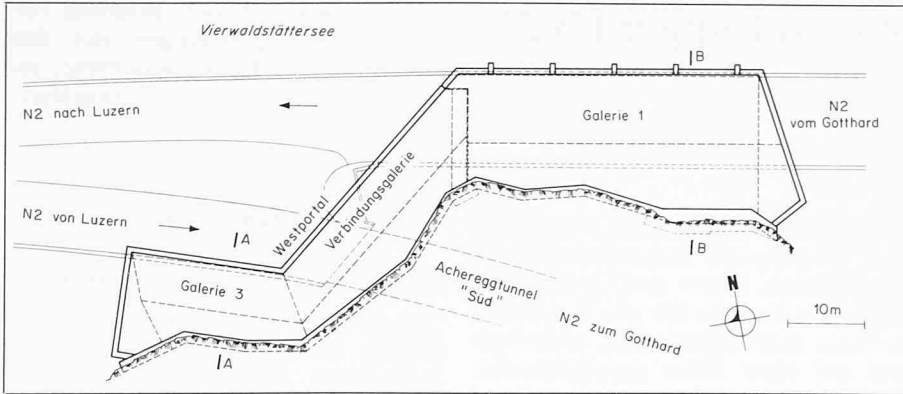 Vierwaldstättersee
B
N2 nach Luzern
Galerie 1
N2
vom Gotthard
Westportal
Verbindungsgalerie
N2 von Luzern
A
B
Galerie 3
Achereggtunnel
"Süd"
N2 zum Gotthard
N
10m
A